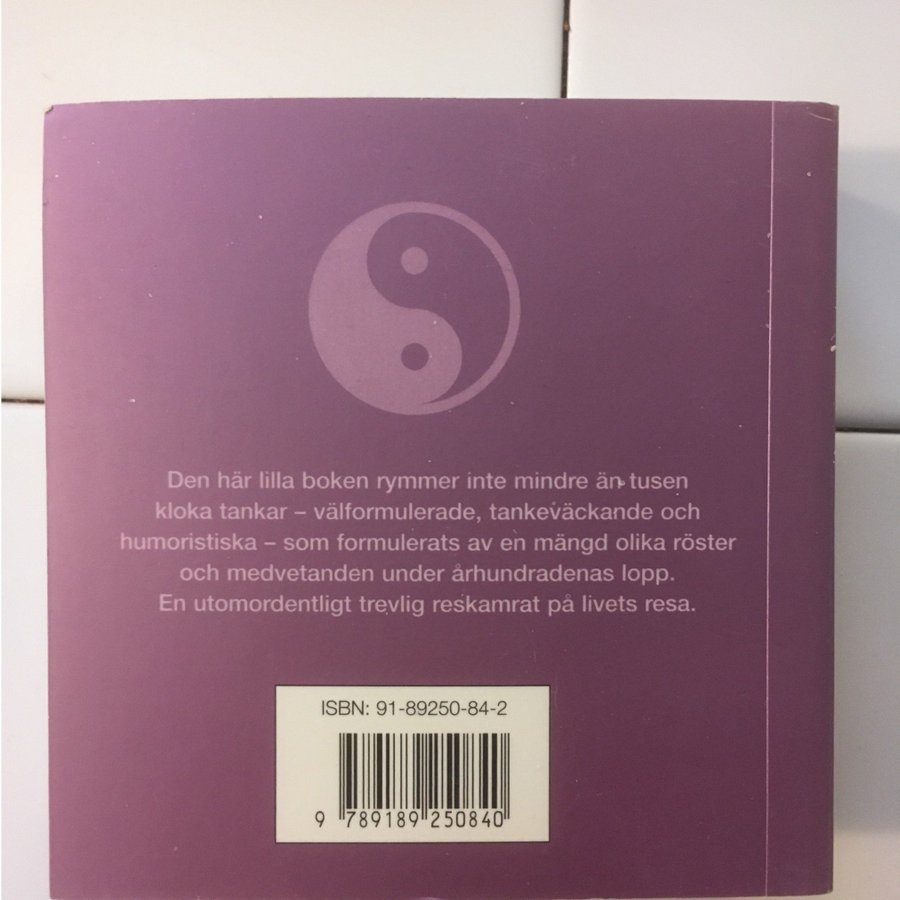 Den här lilla boken rymmer inte mindre än tusen
kloka tankar – välformulerade, tankeväckande och
humoristiska – som formulerats av en mängd olika röster
och medvetanden under århundradenas lopp.
En utomordentligt trevlig reskamrat på livets resa.
ISBN: 91-89250-84-2
9 789189 250840